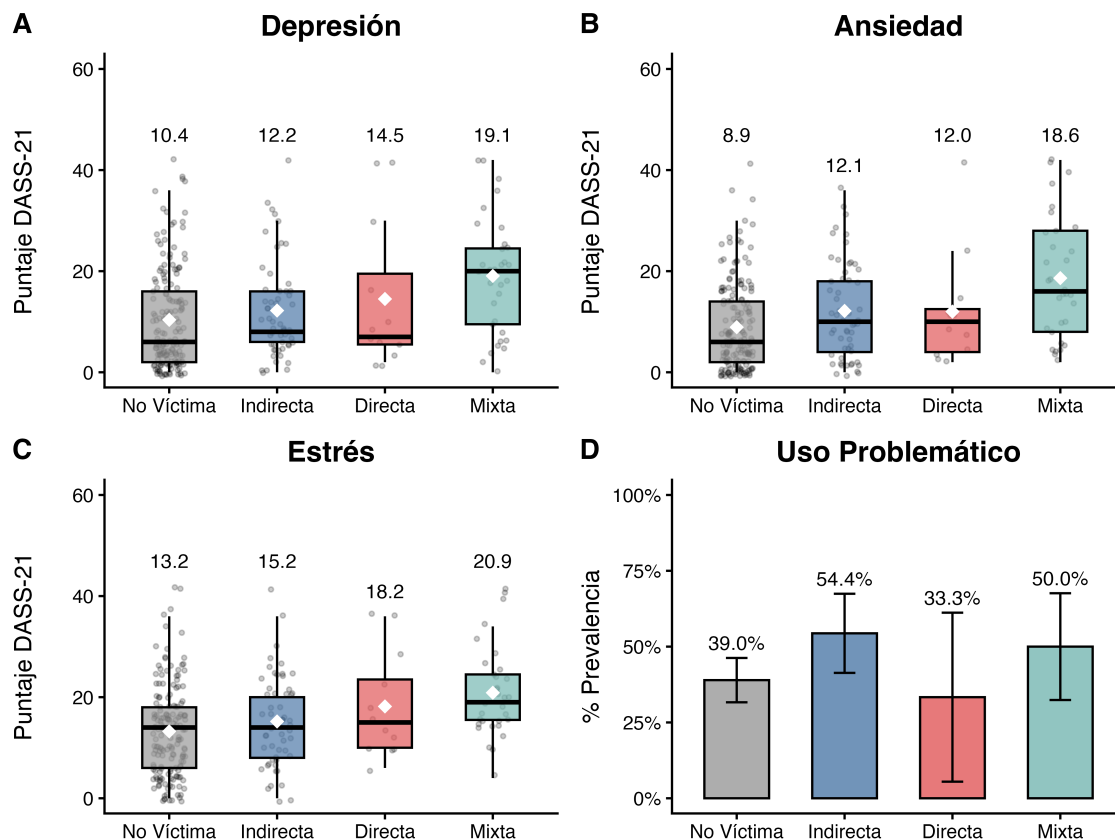 A
Depresión
Puntaje DASS-21
60
40
20
0
10.4
12.2
14.5
19.1
No Víctima
Indirecta
Directa
Mixta
B
Ansiedad
Puntaje DASS-21
60
40
20
0
8.9
12.1
12.0
18.6
No Víctima
Indirecta
Directa
Mixta
C
Estrés
Puntaje DASS-21
60
40
20
0
13.2
15.2
18.2
20.9
No Víctima
Indirecta
Directa
Mixta
D
Uso Problemático
% Prevalencia
100%
75%
50%
25%
0%
39.0%
54.4%
33.3%
50.0%
No Víctima
Indirecta
Directa
Mixta